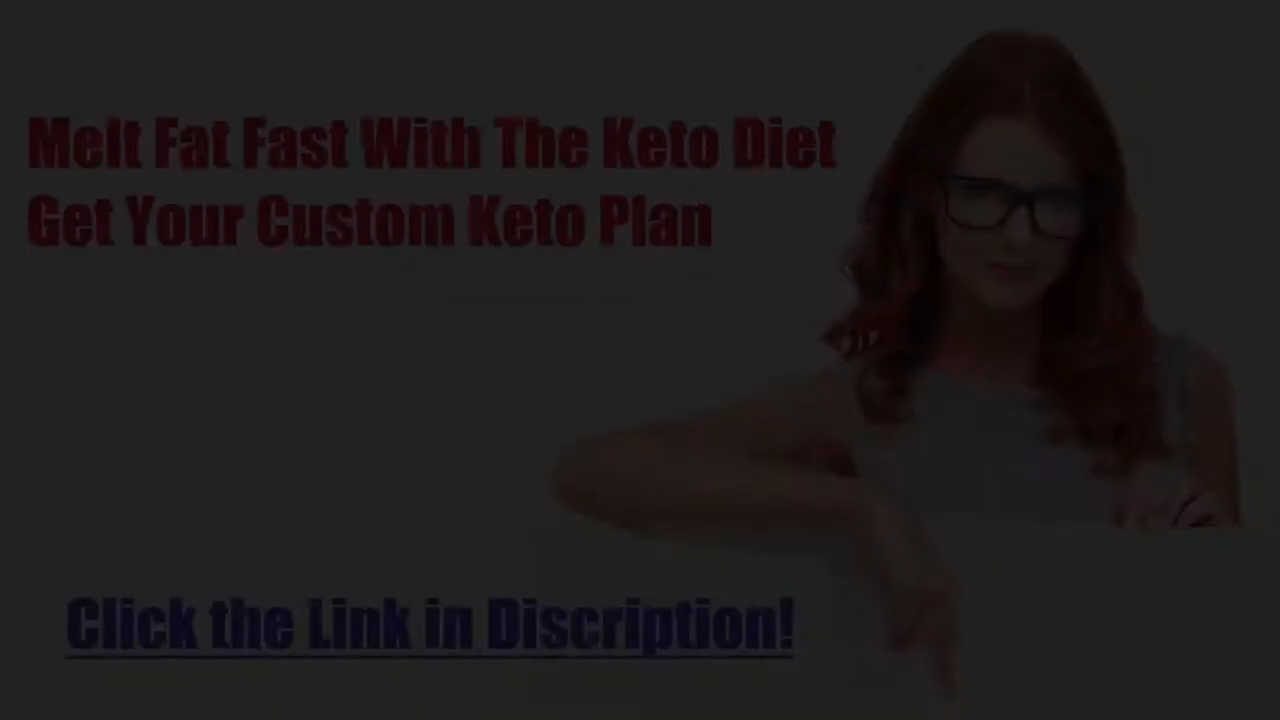 Melt Fat Fast With The Keto Diet
Get Your Custom Keto Plan
Click the Link in Discription!